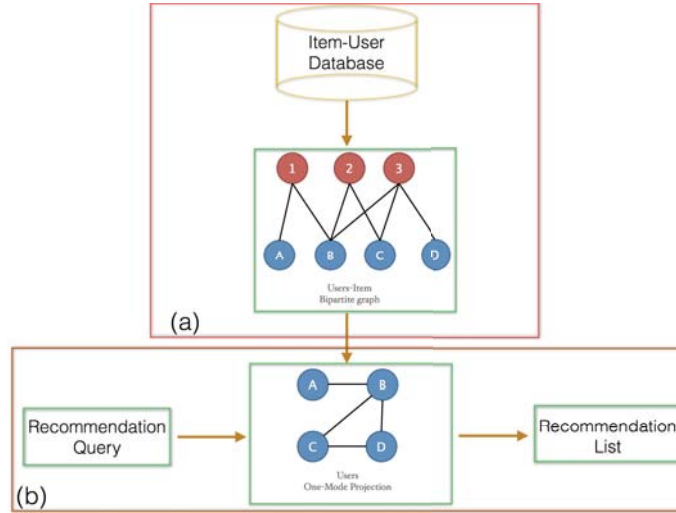 Item-User
Database
1 2 3
A B C D
Users-Item
Bipartite graph
(a)
A B
C D
Users
One-Mode Projection
Recommendation
Query
Recommendation
List
(b)